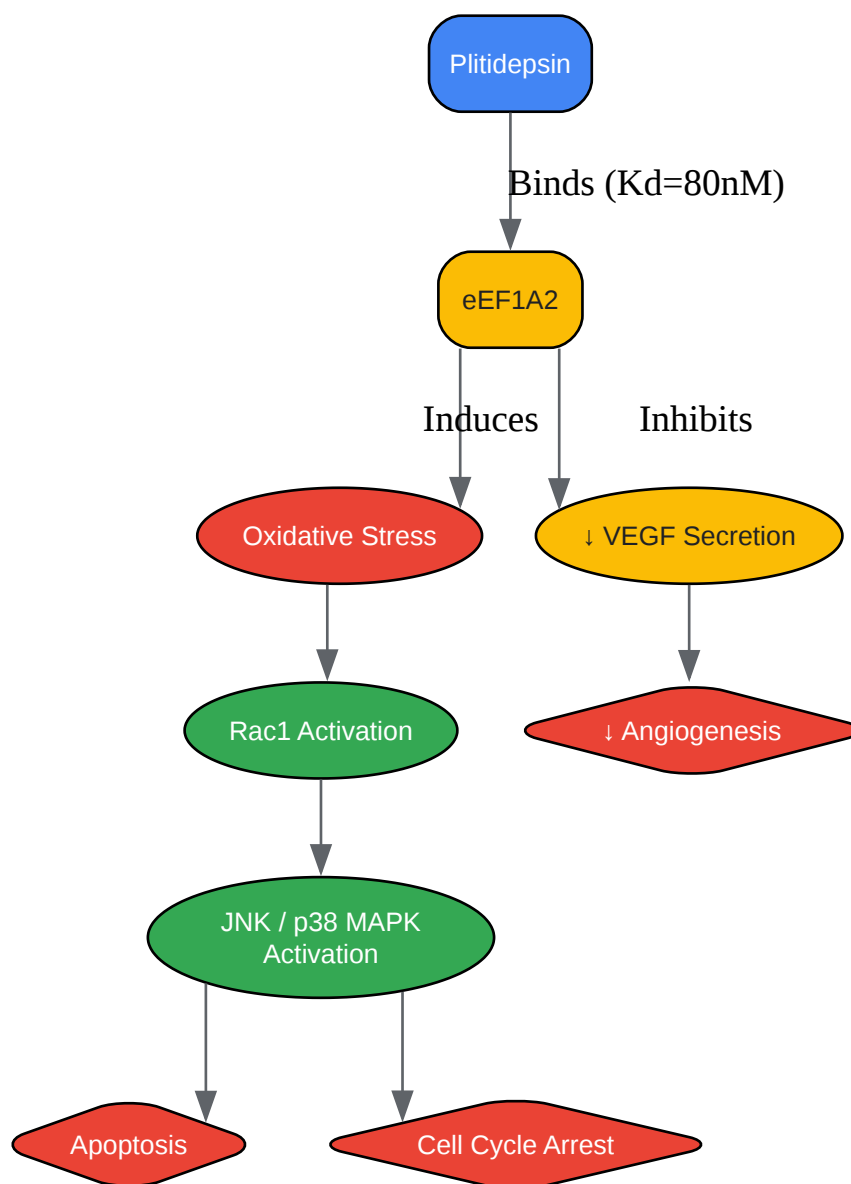 Plitidepsin
Binds (Kd=80nM)
eEF1A2
Induces
Inhibits
Oxidative Stress
↓ VEGF Secretion
Rac1 Activation
↓ Angiogenesis
JNK / p38 MAPK
Activation
Apoptosis
Cell Cycle Arrest